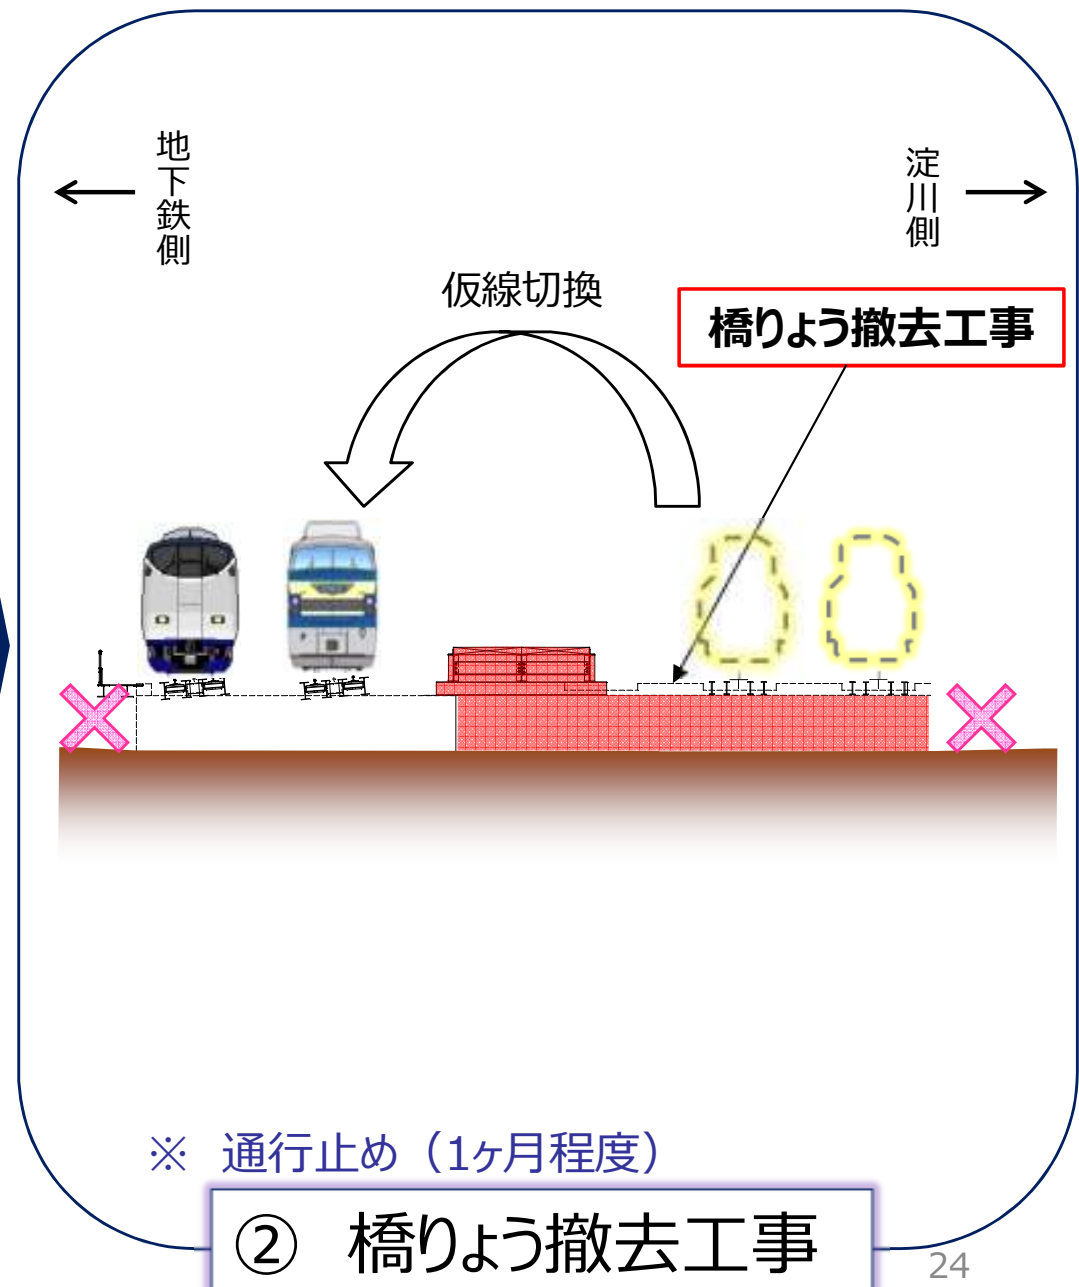 地下鉄側
淀川側
仮線切換
橋りょう撤去工事
※ 通行止め（1ヶ月程度）
② 橋りょう撤去工事
24